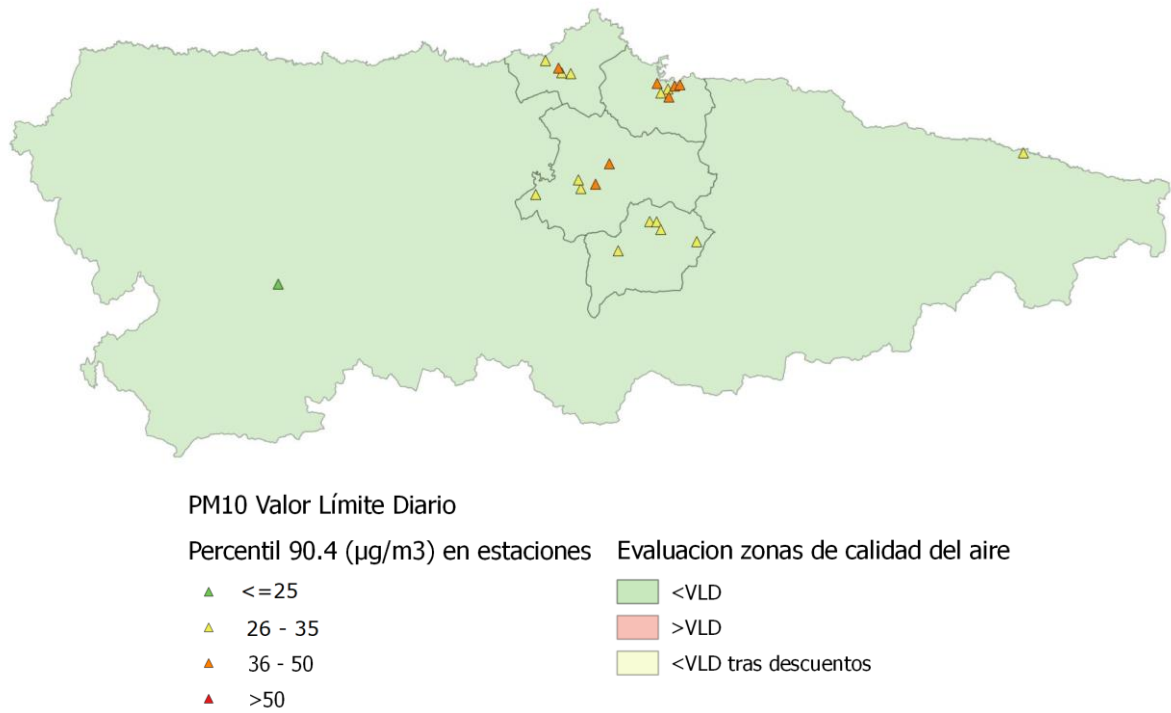 PM10 Valor Límite Diario
Percentil 90.4 (µg/m3) en estaciones
<=25
26 - 35
36 - 50
>50
Evaluacion zonas de calidad del aire
<VLD
>VLD
<VLD tras descuentos